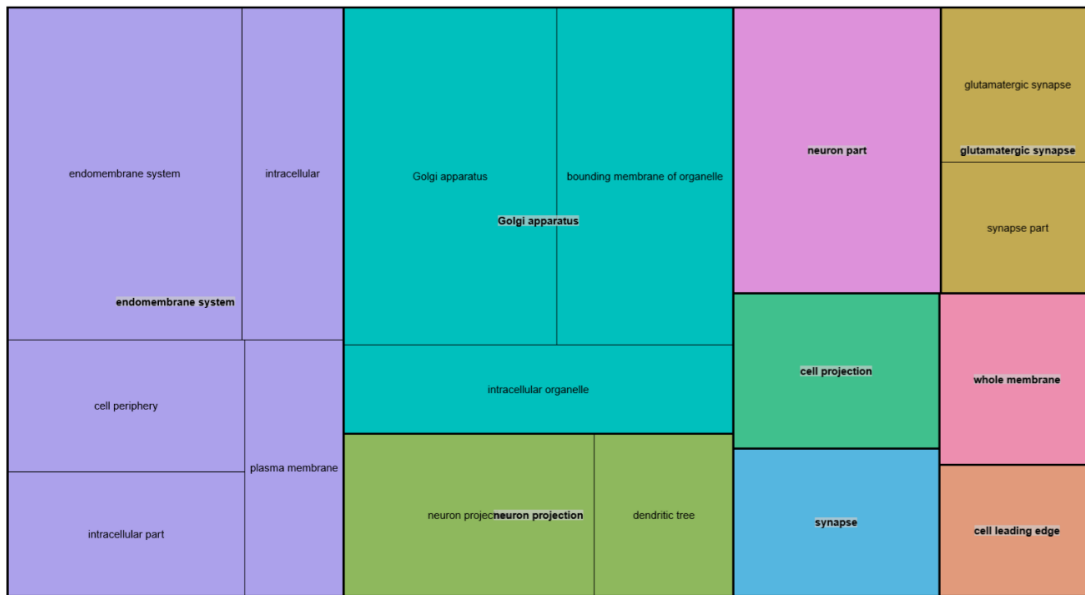 endomembrane system
intracellular
endomembrane system
cell periphery
plasma membrane
intracellular part
Golgi apparatus
bounding membrane of organelle
Golgi apparatus
intracellular organelle
neuron projec
neuron projection
dendritic tree
neuron part
glutamatergic synapse
glutamatergic synapse
synapse part
cell projection
whole membrane
synapse
cell leading edge